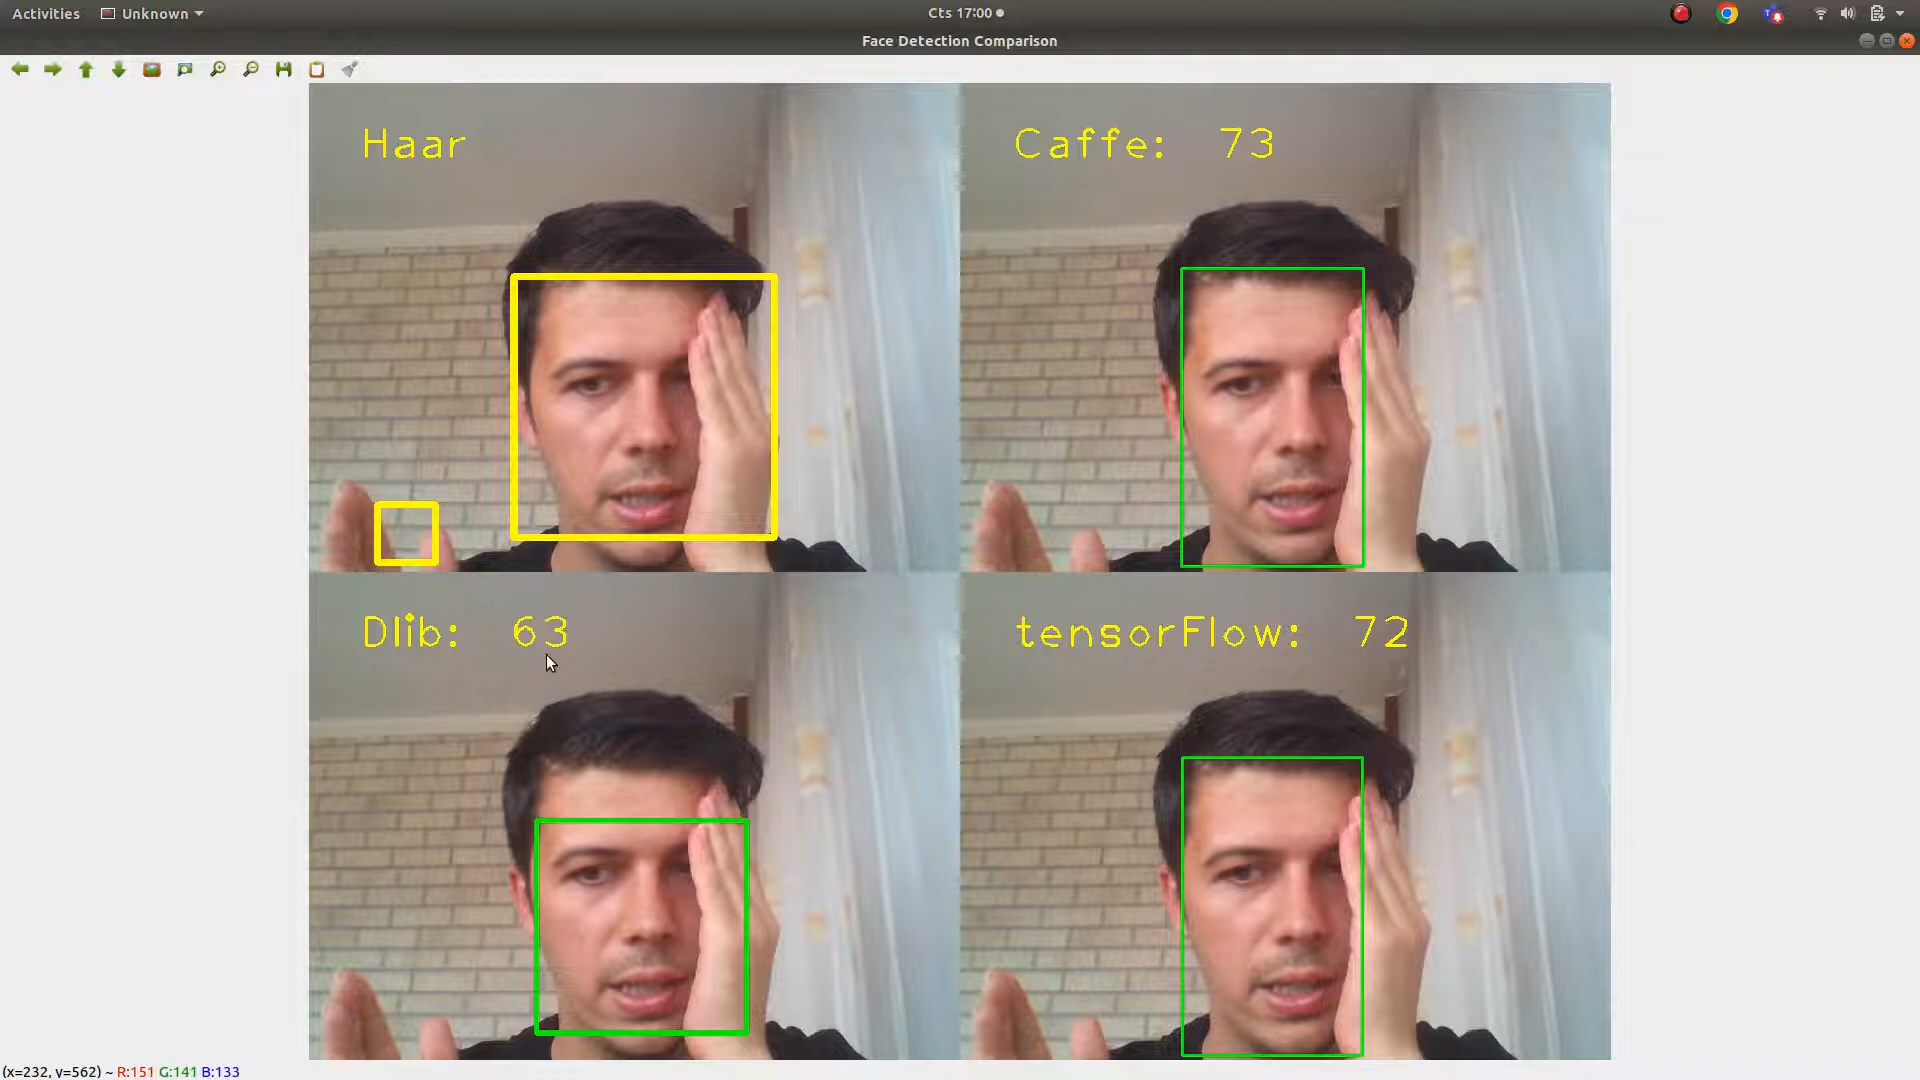 Activities Unknown Cts 17:00
Face Detection Comparison
Haar
Caffe: 73
Dlib: 63
tensorFlow: 72
(x=232, y=562) ~ R:151 G:141 B:133